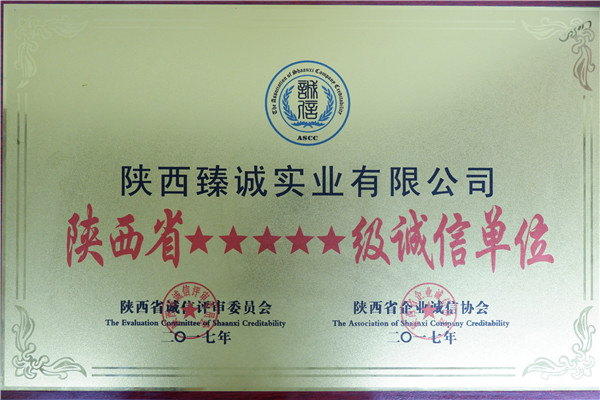 The Association of Shaanxi Company Creditability
誠信
ASCC
陕西臻诚实业有限公司
陕西省★★★★★级诚信单位
陕西省诚信评审委员会
The Evaluation Committee of Shaanxi Creditability
二〇一七年
陕西省企业诚信协会
The Association of Shaanxi Company Creditability
二〇一七年